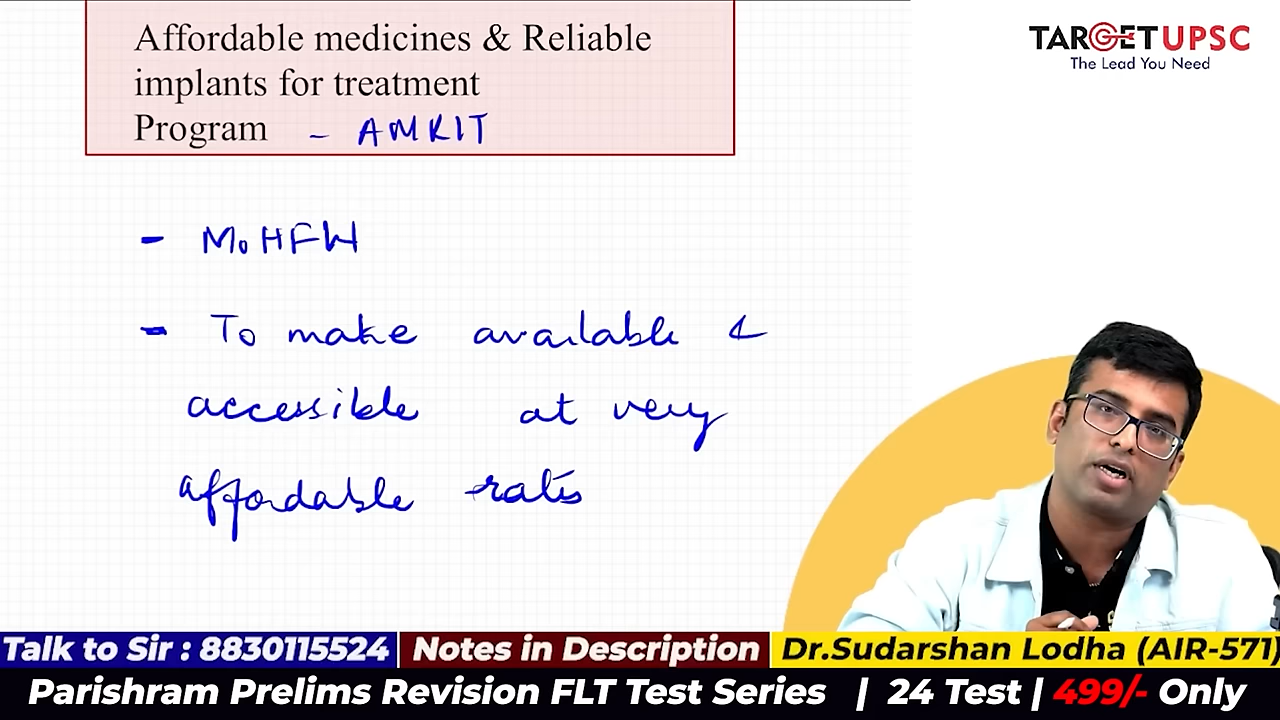 Affordable medicines & Reliable
implants for treatment
Program - AMRIT
- MoHFW
- To make available &
accessible at very
affordable rates
TARGETUPSC
The Lead You Need
Talk to Sir : 8830115524 Notes in Description Dr.Sudarshan Lodha (AIR-571)
Parishram Prelims Revision FLT Test Series | 24 Test | 499/- Only